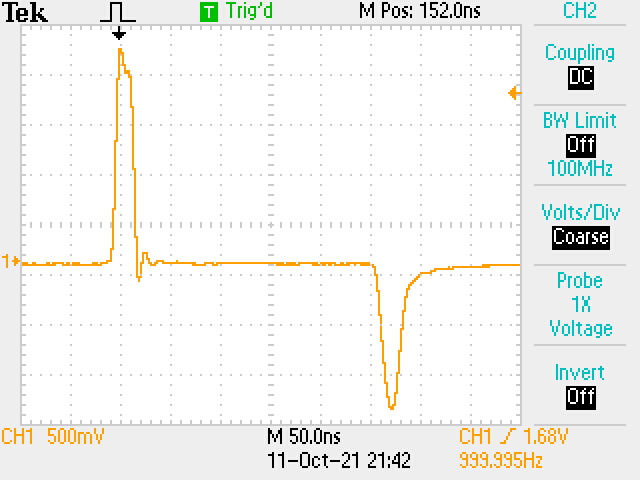 Tek T Trig'd M Pos: 152.0ns CH2
Coupling
DC
BW Limit
Off
100MHz
Volts/Div
Coarse
1
Probe
1X
Voltage
Invert
Off
CH1 500mV M 50.0ns CH1 1.68V
11-Oct-21 21:42 999.995Hz